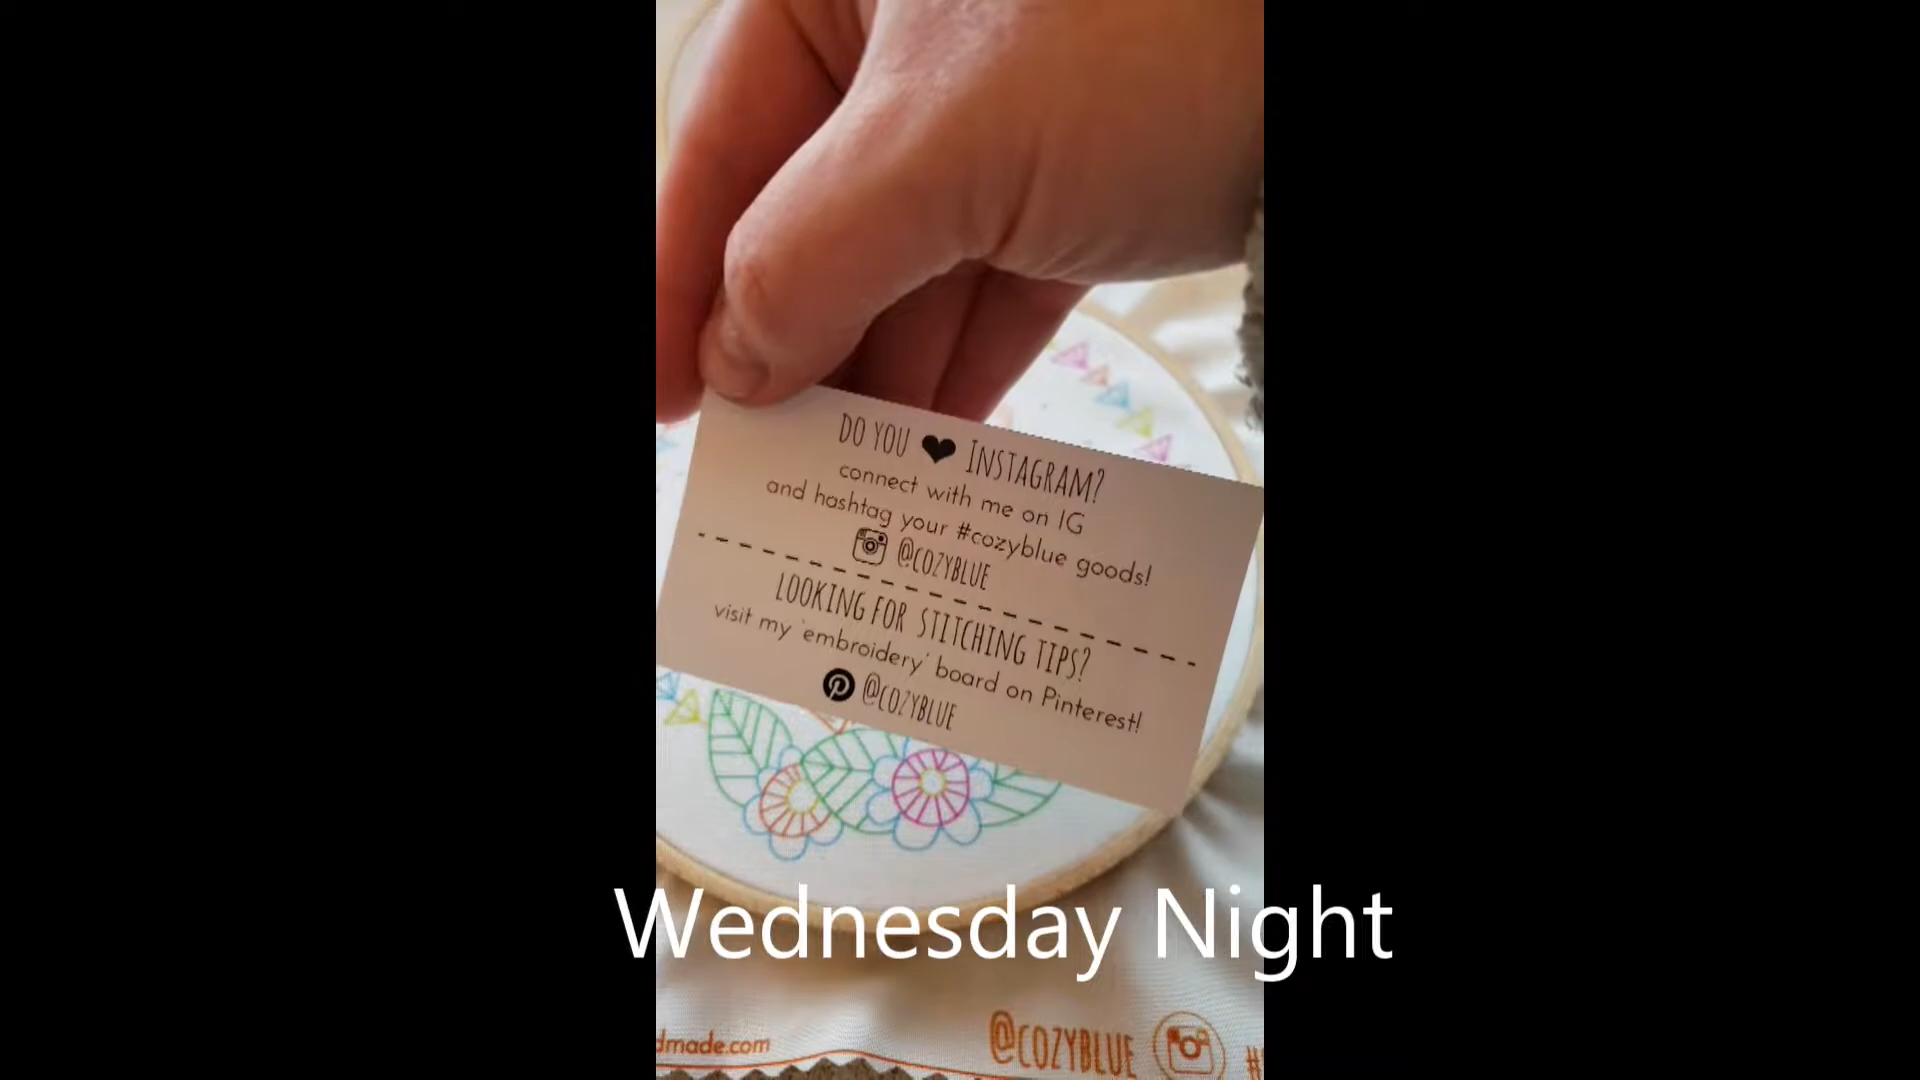 DO YOU ❤ INSTAGRAM?
connect with me on IG
and hashtag your #cozyblue goods!
@COZYBLUE
LOOKING FOR STITCHING TIPS?
visit my 'embroidery' board on Pinterest!
@COZYBLUE
Wednesday Night
dmade.com
@COZYBLUE
#